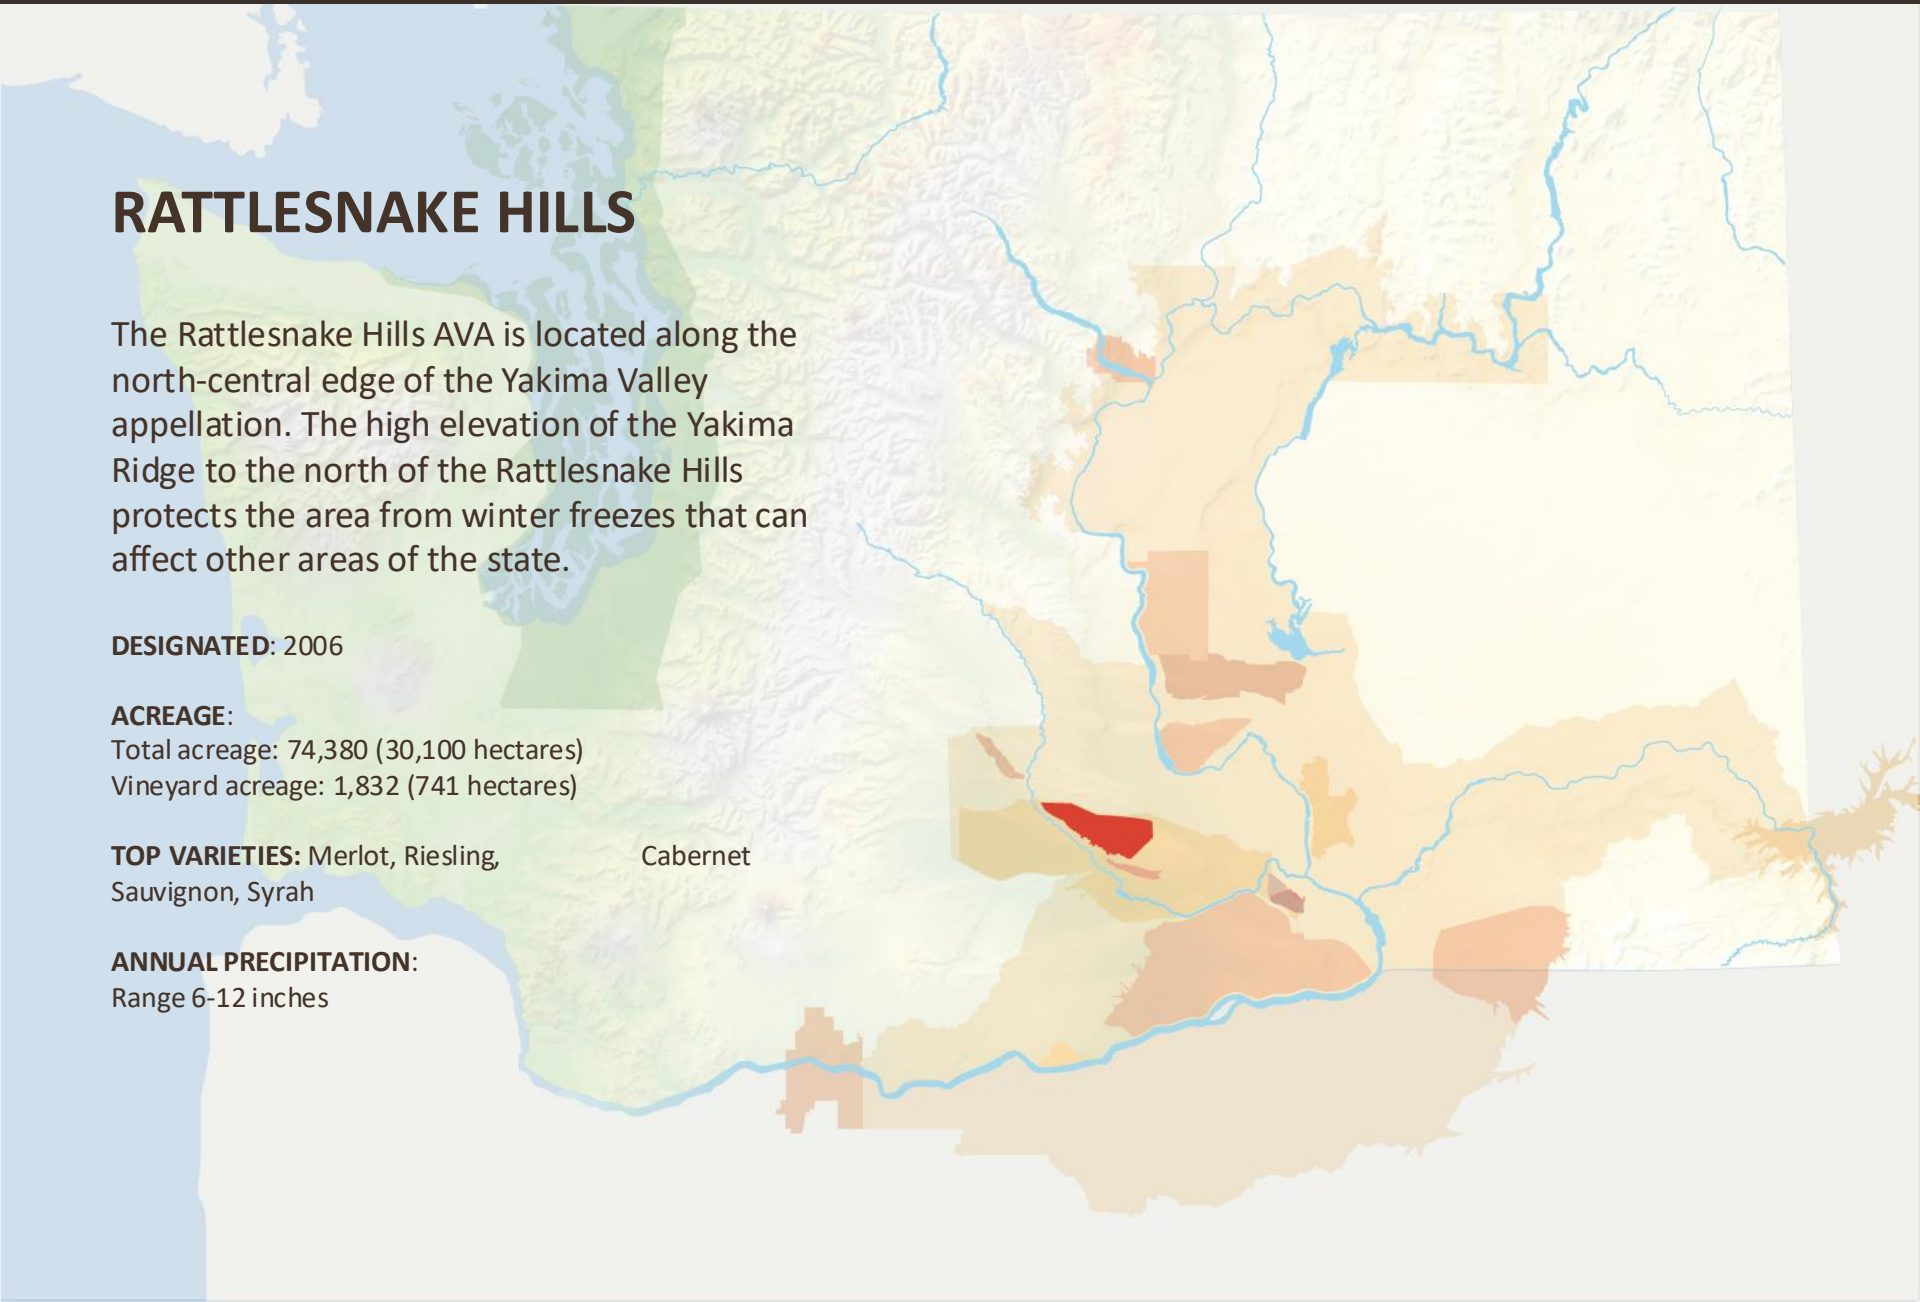 RATTLESNAKE HILLS
The Rattlesnake Hills AVA is located along the
north-central edge of the Yakima Valley
appellation. The high elevation of the Yakima
Ridge to the north of the Rattlesnake Hills
protects the area from winter freezes that can
affect other areas of the state.
DESIGNATED: 2006
ACREAGE:
Total acreage: 74,380 (30,100 hectares)
Vineyard acreage: 1,832 (741 hectares)
TOP VARIETIES: Merlot, Riesling, Cabernet
Sauvignon, Syrah
ANNUAL PRECIPITATION:
Range 6-12 inches